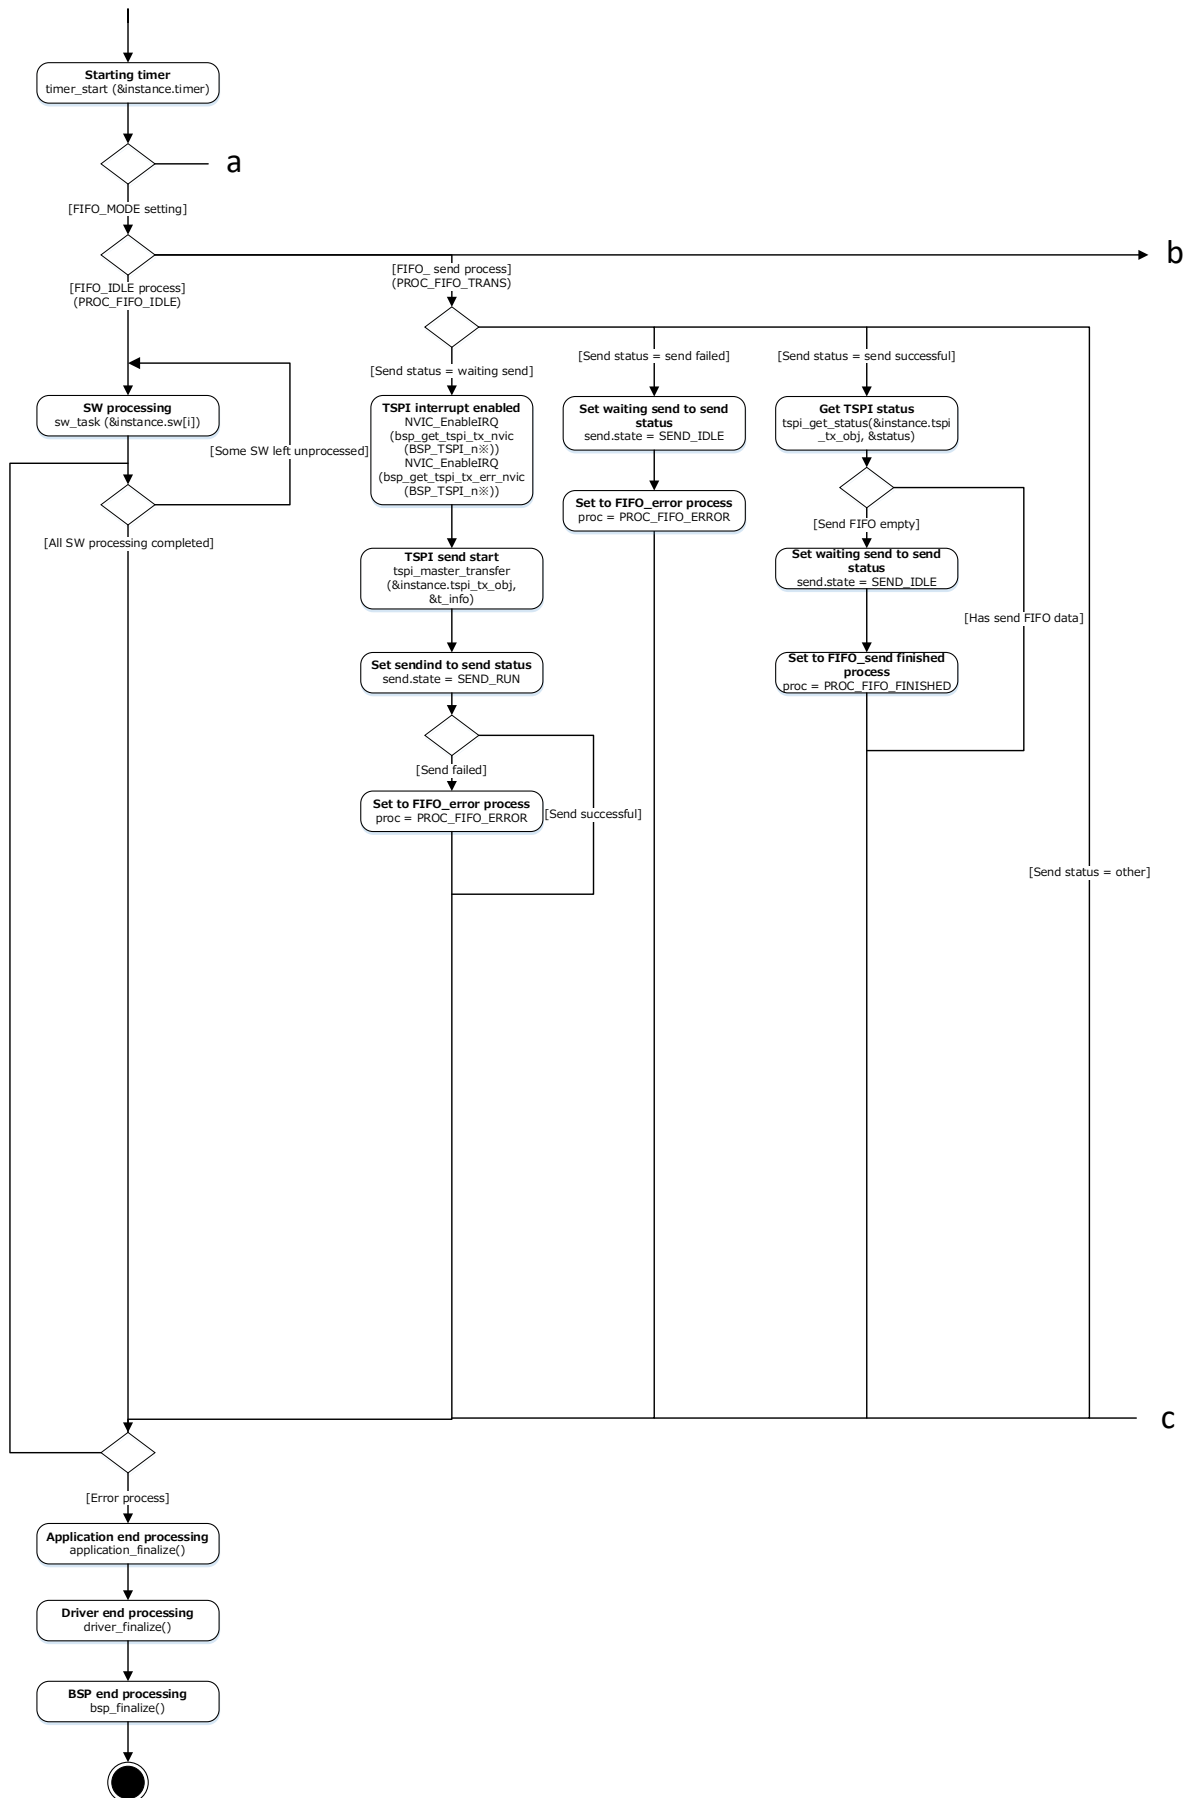 Starting timer
timer_start (&instance.timer)
a
[FIFO_MODE setting]
b
[FIFO_IDLE process]
(PROC_FIFO_IDLE)
[FIFO_ send process]
(PROC_FIFO_TRANS)
[Send status = waiting send]
[Send status = send failed]
[Send status = send successful]
SW processing
sw_task (&instance.sw[i])
[Some SW left unprocessed]
[All SW processing completed]
TSPI interrupt enabled
NVIC_EnableIRQ
(bsp_get_tspi_tx_nvic
(BSP_TSPI_n※))
NVIC_EnableIRQ
(bsp_get_tspi_tx_err_nvic
(BSP_TSPI_n※))
TSPI send start
tspi_master_transfer
(&instance.tspi_tx_obj,
&t_info)
Set sendind to send status
send.state = SEND_RUN
[Send failed]
Set to FIFO_error process
proc = PROC_FIFO_ERROR
[Send successful]
Set waiting send to send
status
send.state = SEND_IDLE
Set to FIFO_error process
proc = PROC_FIFO_ERROR
Get TSPI status
tspi_get_status(&instance.tspi
_tx_obj, &status)
[Send FIFO empty]
Set waiting send to send
status
send.state = SEND_IDLE
[Has send FIFO data]
Set to FIFO_send finished
process
proc = PROC_FIFO_FINISHED
[Send status = other]
c
[Error process]
Application end processing
application_finalize()
Driver end processing
driver_finalize()
BSP end processing
bsp_finalize()